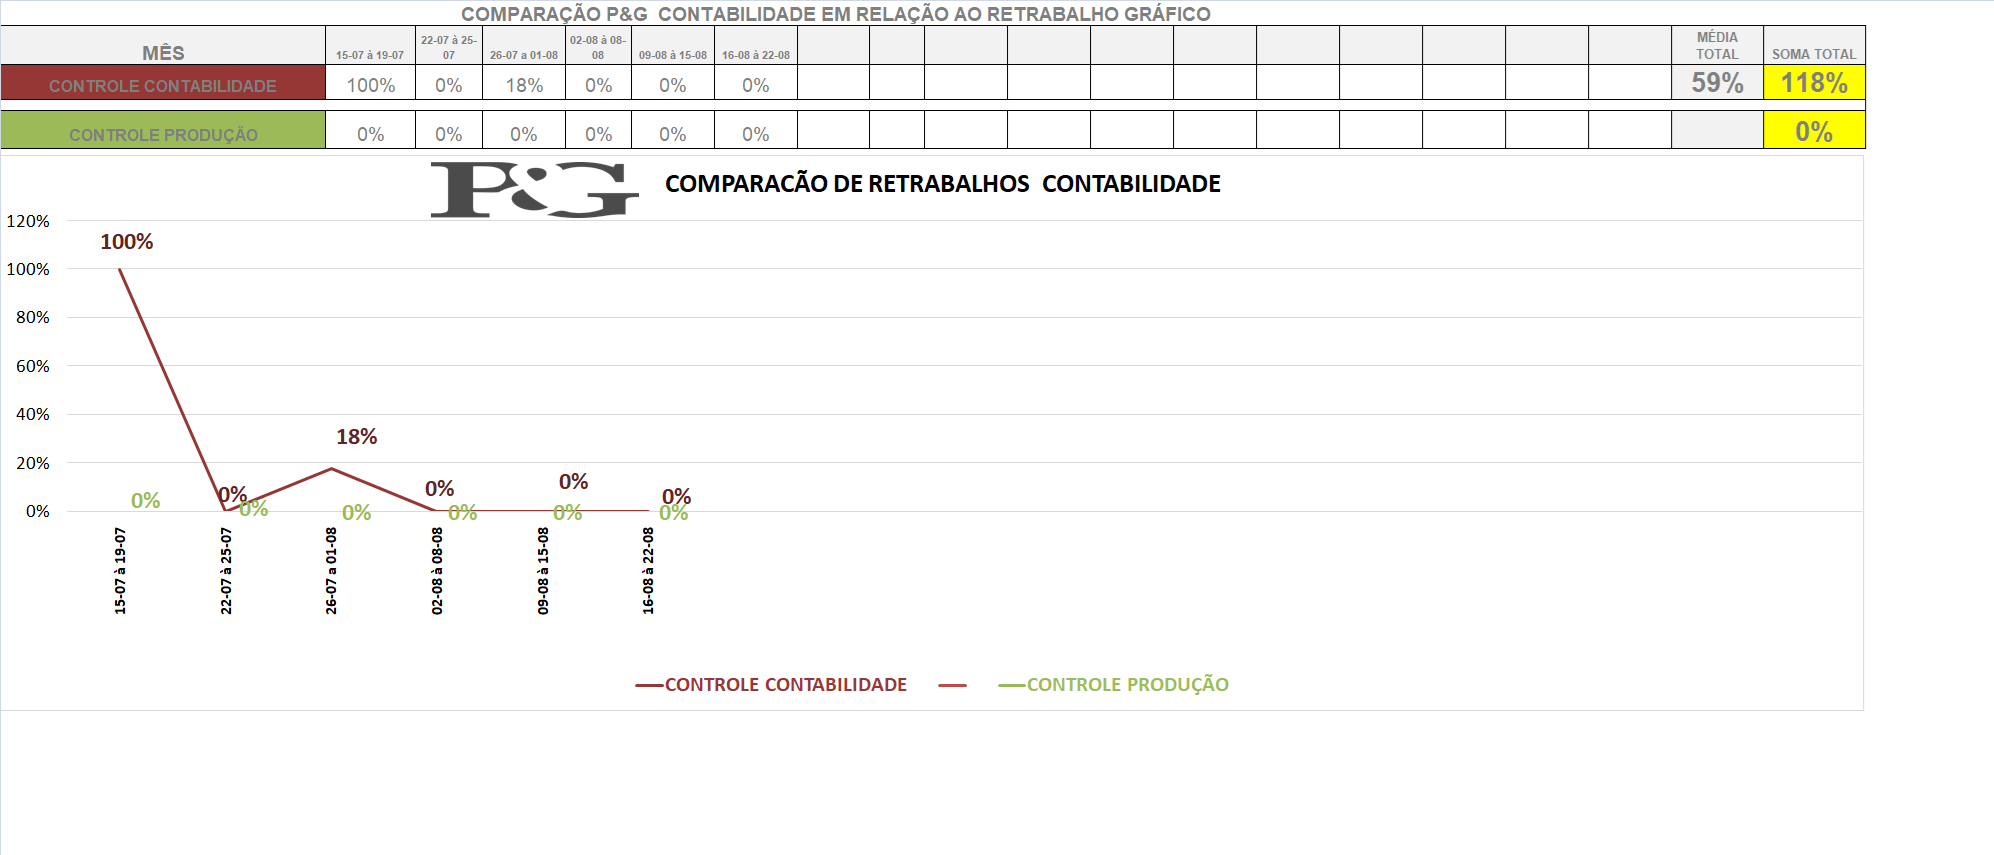 COMPARAÇÃO P&G  CONTABILIDADE EM RELAÇÃO AO RETRABALHO GRÁFICO
MÊS 15-07 à 19-07 22-07 à 25-07 26-07 a 01-08 02-08 à 08-08 09-08 à 15-08 16-08 à 22-08 MÉDIA TOTAL SOMA TOTAL
CONTROLE CONTABILIDADE 100% 0% 18% 0% 0% 0% 59% 118%
CONTROLE PRODUÇÃO 0% 0% 0% 0% 0% 0% 0%
P&G COMPARACÃO DE RETRABALHOS  CONTABILIDADE
120%
100%
100%
80%
60%
40%
18%
20%
0% 0% 0% 0%
0% 0% 0% 0% 0% 0%
0%
15-07 à 19-07
22-07 à 25-07
26-07 a 01-08
02-08 à 08-08
09-08 à 15-08
16-08 à 22-08
CONTROLE CONTABILIDADE CONTROLE PRODUÇÃO